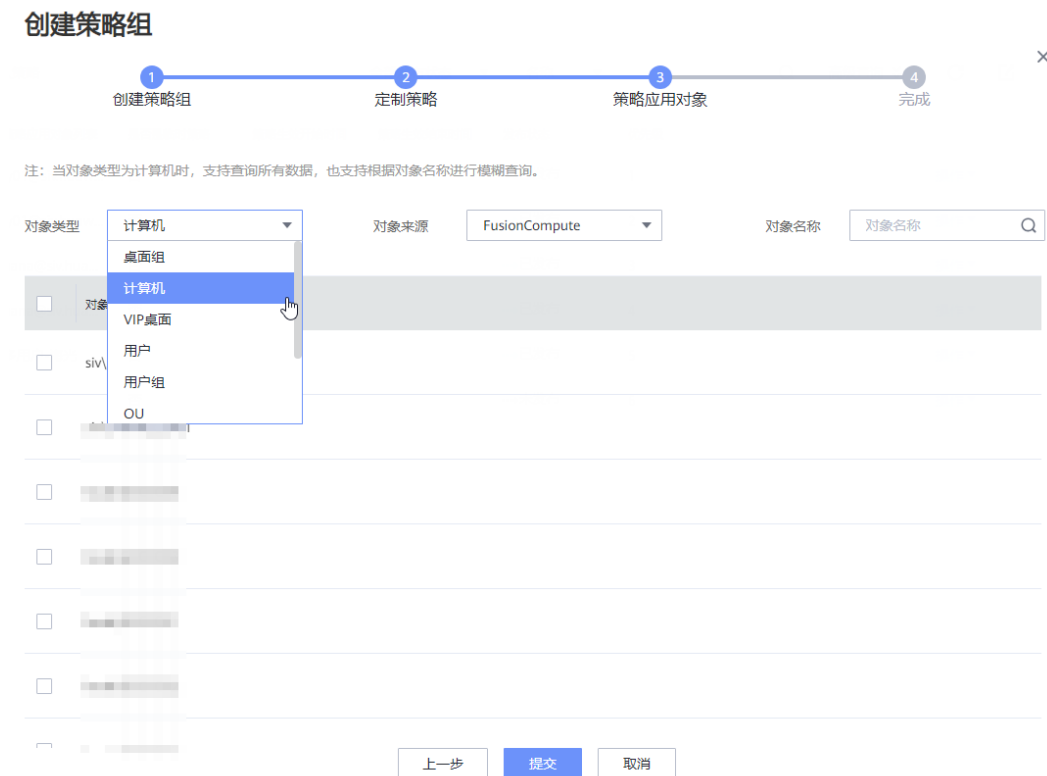 创建策略组
1 2 3 4
创建策略组 定制策略 策略应用对象 完成
注：当对象类型为计算机时，支持查询所有数据，也支持根据对象名称进行模糊查询。
对象类型 计算机 对象来源 FusionCompute 对象名称 对象名称
桌面组
计算机
对象
VIP桌面
用户
siv\
用户组
OU
上一步 提交 取消